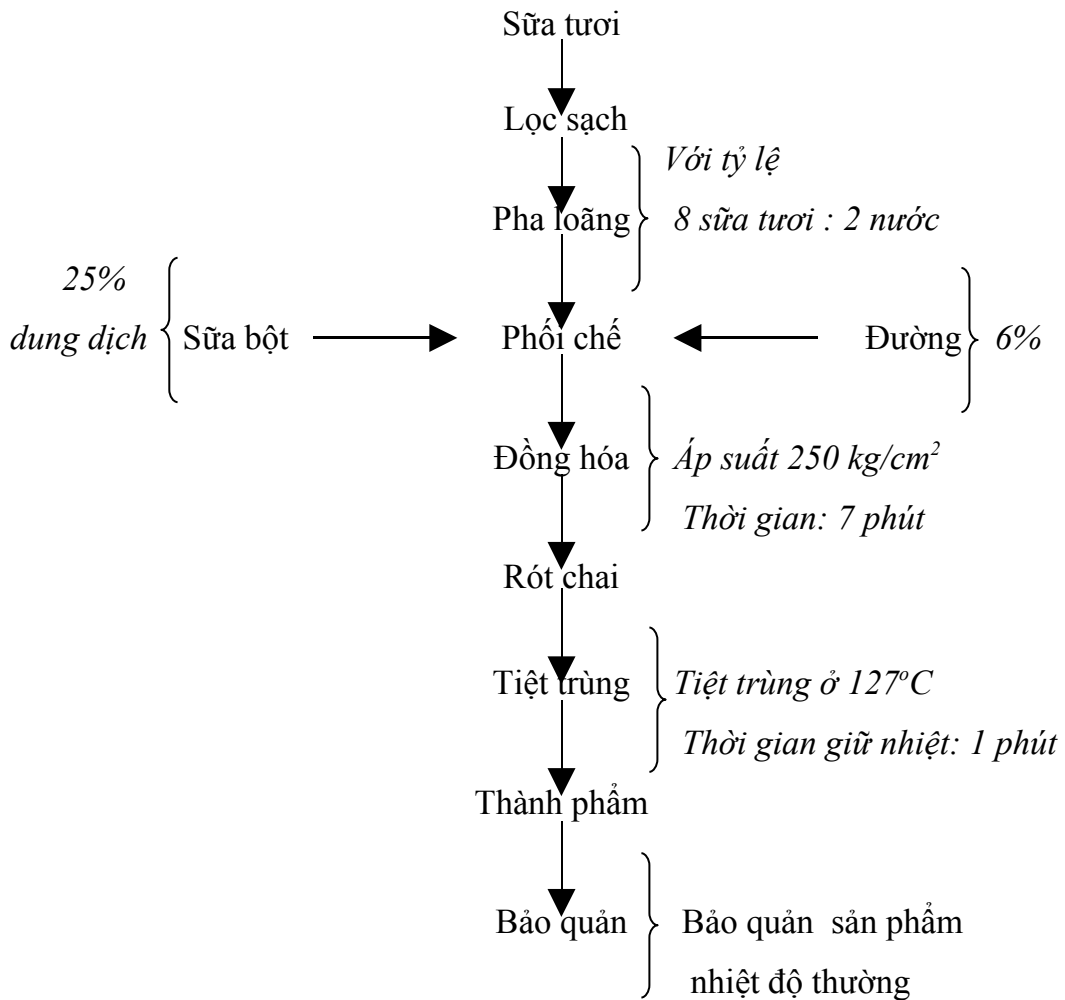 Sữa tươi
Lọc sạch
Với tỷ lệ
Pha loãng
8 sữa tươi : 2 nước
25%
dung dịch
Sữa bột
Phối chế
Đường
6%
Đồng hóa
Áp suất 250 kg/cm²
Thời gian: 7 phút
Rót chai
Tiệt trùng
Tiệt trùng ở 127ºC
Thời gian giữ nhiệt: 1 phút
Thành phẩm
Bảo quản
Bảo quản sản phẩm
nhiệt độ thường